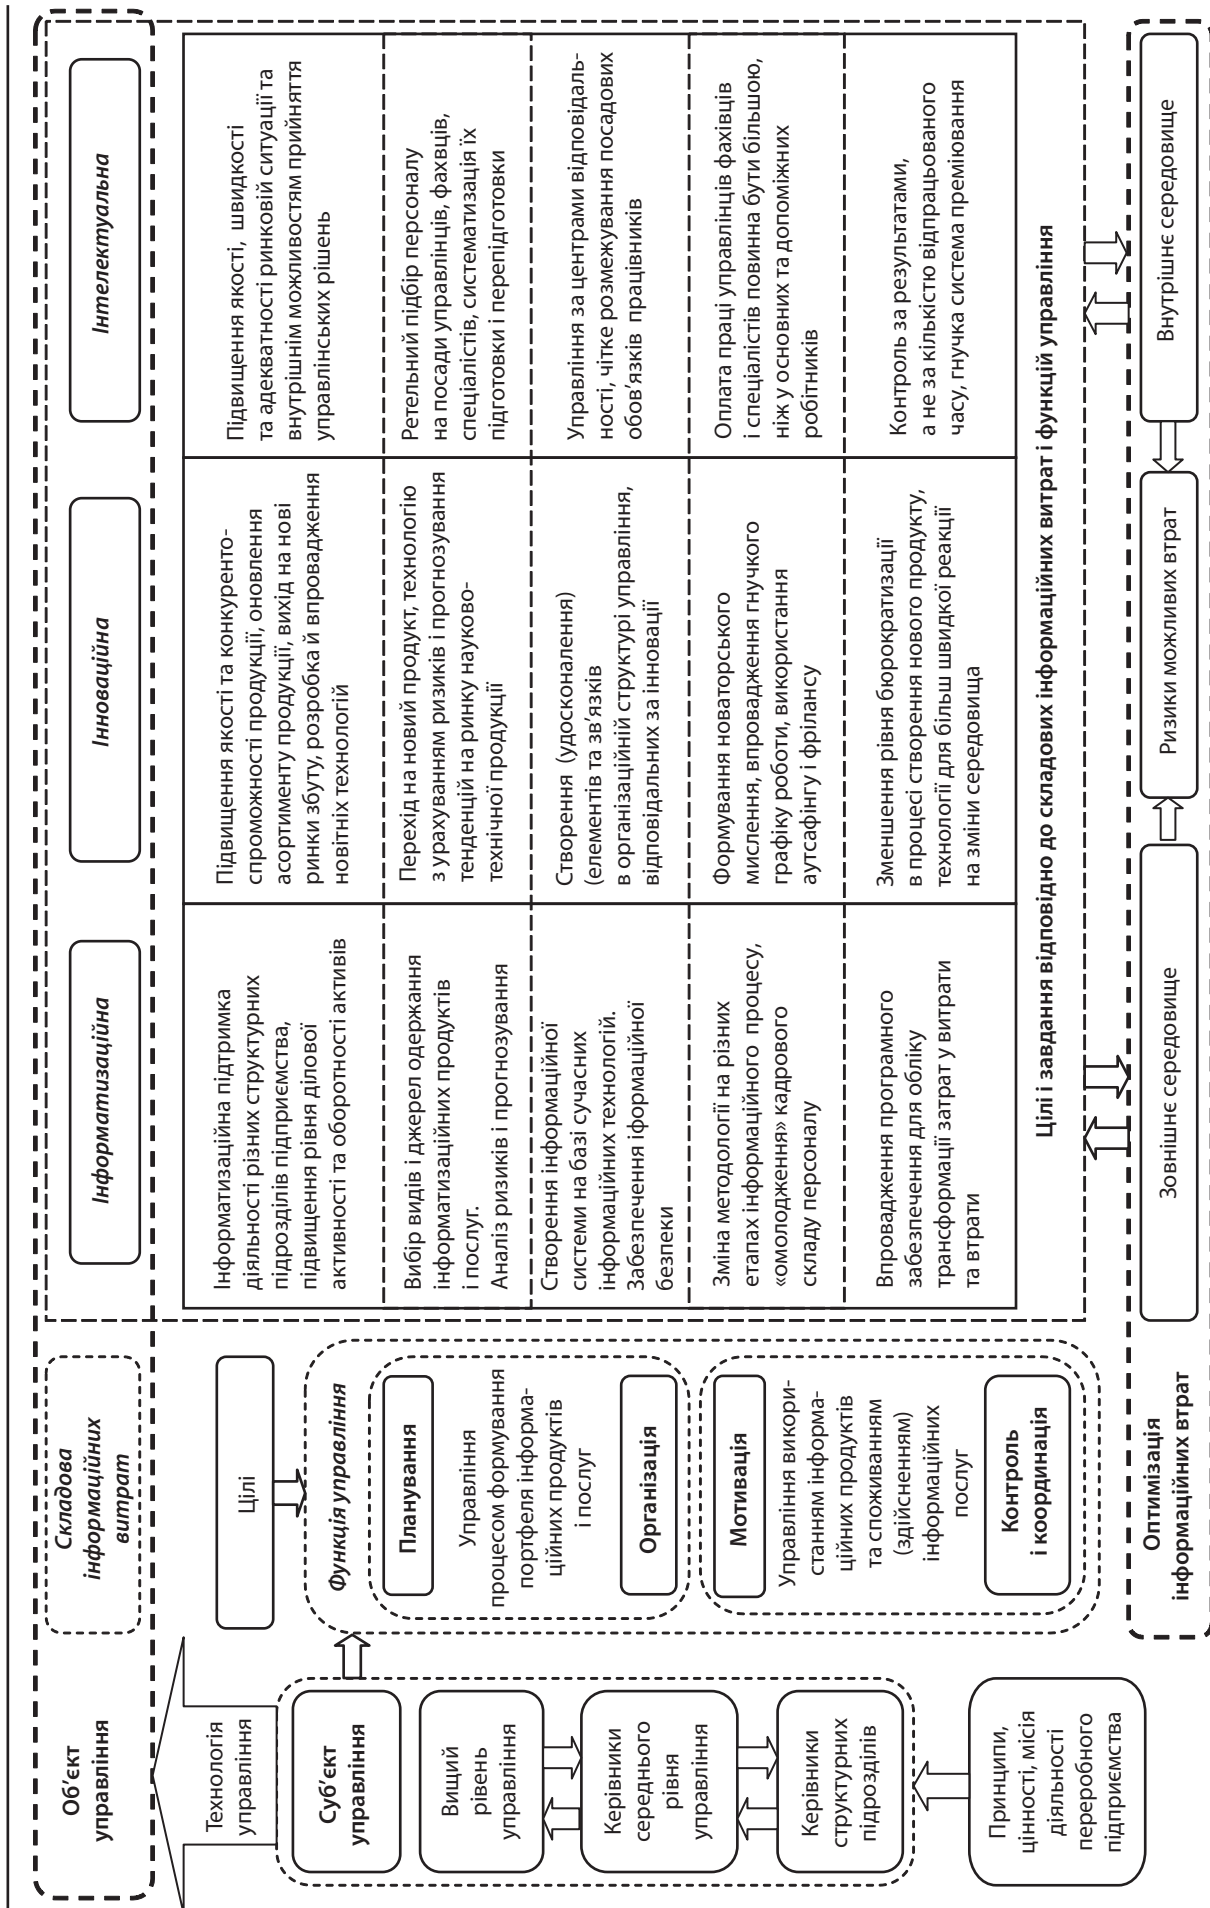 Об’єкт
управління
Складова
інформаційних
витрат
Інформатизаційна
Інноваційна
Інтелектуальна
Технологія
управління
Суб’єкт
управління
Вищий
рівень
управління
Керівники
середнього
рівня
управління
Керівники
структурних
підрозділів
Принципи,
цінності, місія
діяльності
переробного
підприємства
Цілі
Функція управління
Планування
Управління
процесом формування
портфеля інформа-
ційних продуктів
і послуг
Організація
Мотивація
Управління викори-
станням інформа-
ційних продуктів
та споживанням
(здійсненням)
інформаційних
послуг
Контроль
і координація
Інформатизаційна підтримка
діяльності різних структурних
підрозділів підприємства,
підвищення рівня ділової
активності та оборотності активів
Підвищення якості та конкуренто-
спроможності продукції, оновлення
асортименту продукції, вихід на нові
ринки збуту, розробка й впровадження
новітніх технологій
Підвищення якості, швидкості
та адекватності ринковій ситуації та
внутрішнім можливостям прийняття
управлінських рішень
Вибір видів і джерел одержання
інформатизаційних продуктів
і послуг.
Аналіз ризиків і прогнозування
Перехід на новий продукт, технологію
з урахуванням ризиків і прогнозування
тенденцій на ринку науково-
технічної продукції
Ретельний підбір персоналу
на посади управлінців, фахвців,
спеціалістів, систематизація їх
підготовки і перепідготовки
Створення інформаційної
системи на базі сучасних
інформаційних технологій.
Забезпечення іформаційної
безпеки
Створення (удосконалення)
(елементів та зв’язків
в організаційній структурі управління,
відповідальних за інновації
Управління за центрами відповідаль-
ності, чітке розмежування посадових
обов’язків працівників
Зміна методології на різних
етапах інформаційного процесу,
«омолодження» кадрового
складу персоналу
Формування новаторського
мислення, впровадження гнучкого
графіку роботи, використання
аутсафінгу і фрілансу
Оплата праці управлінців фахівців
і спеціалістів повинна бути більшою,
ніж у основних та допоміжних
робітників
Впровадження програмного
забезпечення для обліку
трансформації затрат у витрати
та втрати
Зменшення рівня бюрократизації
в процесі створення нового продукту,
технології для більш швидкої реакції
на зміни середовища
Контроль за результатами,
а не за кількістю відпрацьованого
часу, гнучка система преміювання
Цілі і завдання відповідно до складових інформаційних витрат і функцій управління
Оптимізація
інформаційних втрат
Зовнішнє середовище
Ризики можливих втрат
Внутрішнє середовище